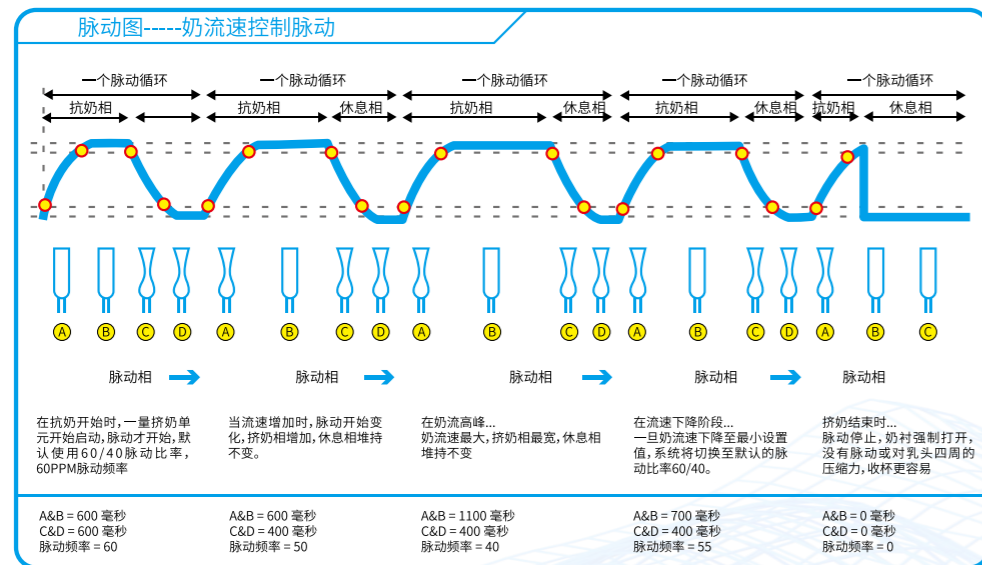 脉动图-----奶流速控制脉动
一个脉动循环 一个脉动循环 一个脉动循环 一个脉动循环 一个脉动循环
抗奶相 抗奶相 休息相 抗奶相 休息相 抗奶相 休息相 抗奶相 休息相
A B C D A B C D A B C D A B C D A B C
脉动相 脉动相 脉动相 脉动相 脉动相
在抗奶开始时,一量挤奶单
元开始启动,脉动才开始,默
认使用60/40脉动比率,
60PPM脉动频率
当流速增加时,脉动开始变
化,挤奶相增加,休息相堆持
不变。
在奶流高峰...
奶流速最大,挤奶相最宽,休息相
堆持不变
在流速下降阶段...
一旦奶流速下降至最小设置
值,系统将切换至默认的脉
动比率60/40。
挤奶结束时...
脉动停止,奶衬强制打开,
没有脉动或对乳头四周的
压缩力,收杯更容易
A&B = 600 毫秒
C&D = 600 毫秒
脉动频率 = 60
A&B = 600 毫秒
C&D = 400 毫秒
脉动频率 = 50
A&B = 1100 毫秒
C&D = 400 毫秒
脉动频率 = 40
A&B = 700 毫秒
C&D = 400 毫秒
脉动频率 = 55
A&B = 0 毫秒
C&D = 0 毫秒
脉动频率 = 0